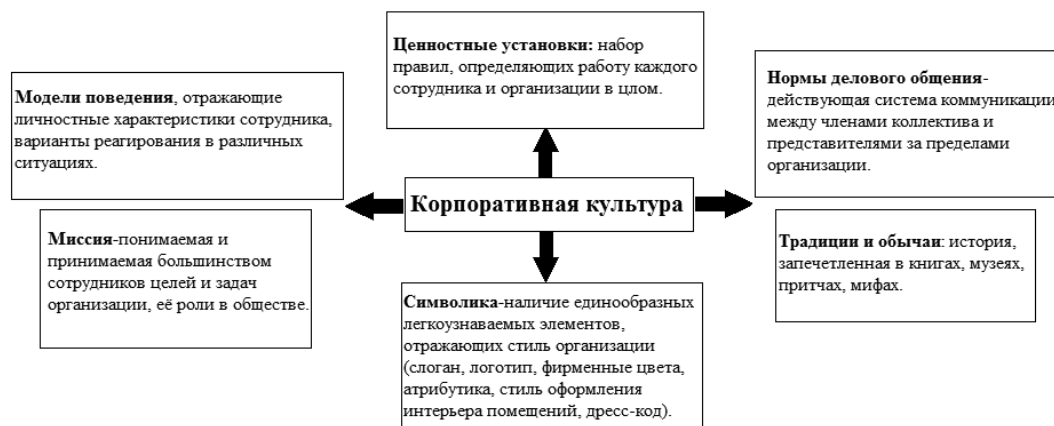 Ценностные установки: набор
правил, определяющих работу каждого
сотрудника и организации в цлом.
Модели поведения, отражающие
личностные характеристики сотрудника,
варианты реагирования в различных
ситуациях.
Нормы делового общения-
действующая система коммуникации
между членами коллектива и
представителями за пределами
организации.
Корпоративная культура
Миссия-понимаемая и
принимаемая большинством
сотрудников целей и задач
организации, её роли в обществе.
Традиции и обычаи: история,
запечетленная в книгах, музеях,
притчах, мифах.
Символика-наличие единообразных
легкоузнаваемых элементов,
отражающих стиль организации
(слоган, логотип, фирменные цвета,
атрибутика, стиль оформления
интерьера помещений, дресс-код).